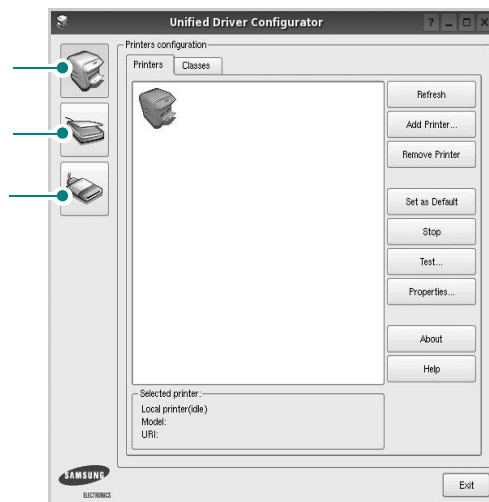 Unified Driver Configurator
Printers configuration
Printers
Classes
Refresh
Add Printer...
Remove Printer
Set as Default
Stop
Test...
Properties...
About
Help
Selected printer:
Local printer(idle)
Model:
URI:
SAMSUNG
ELECTRONICS
Exit